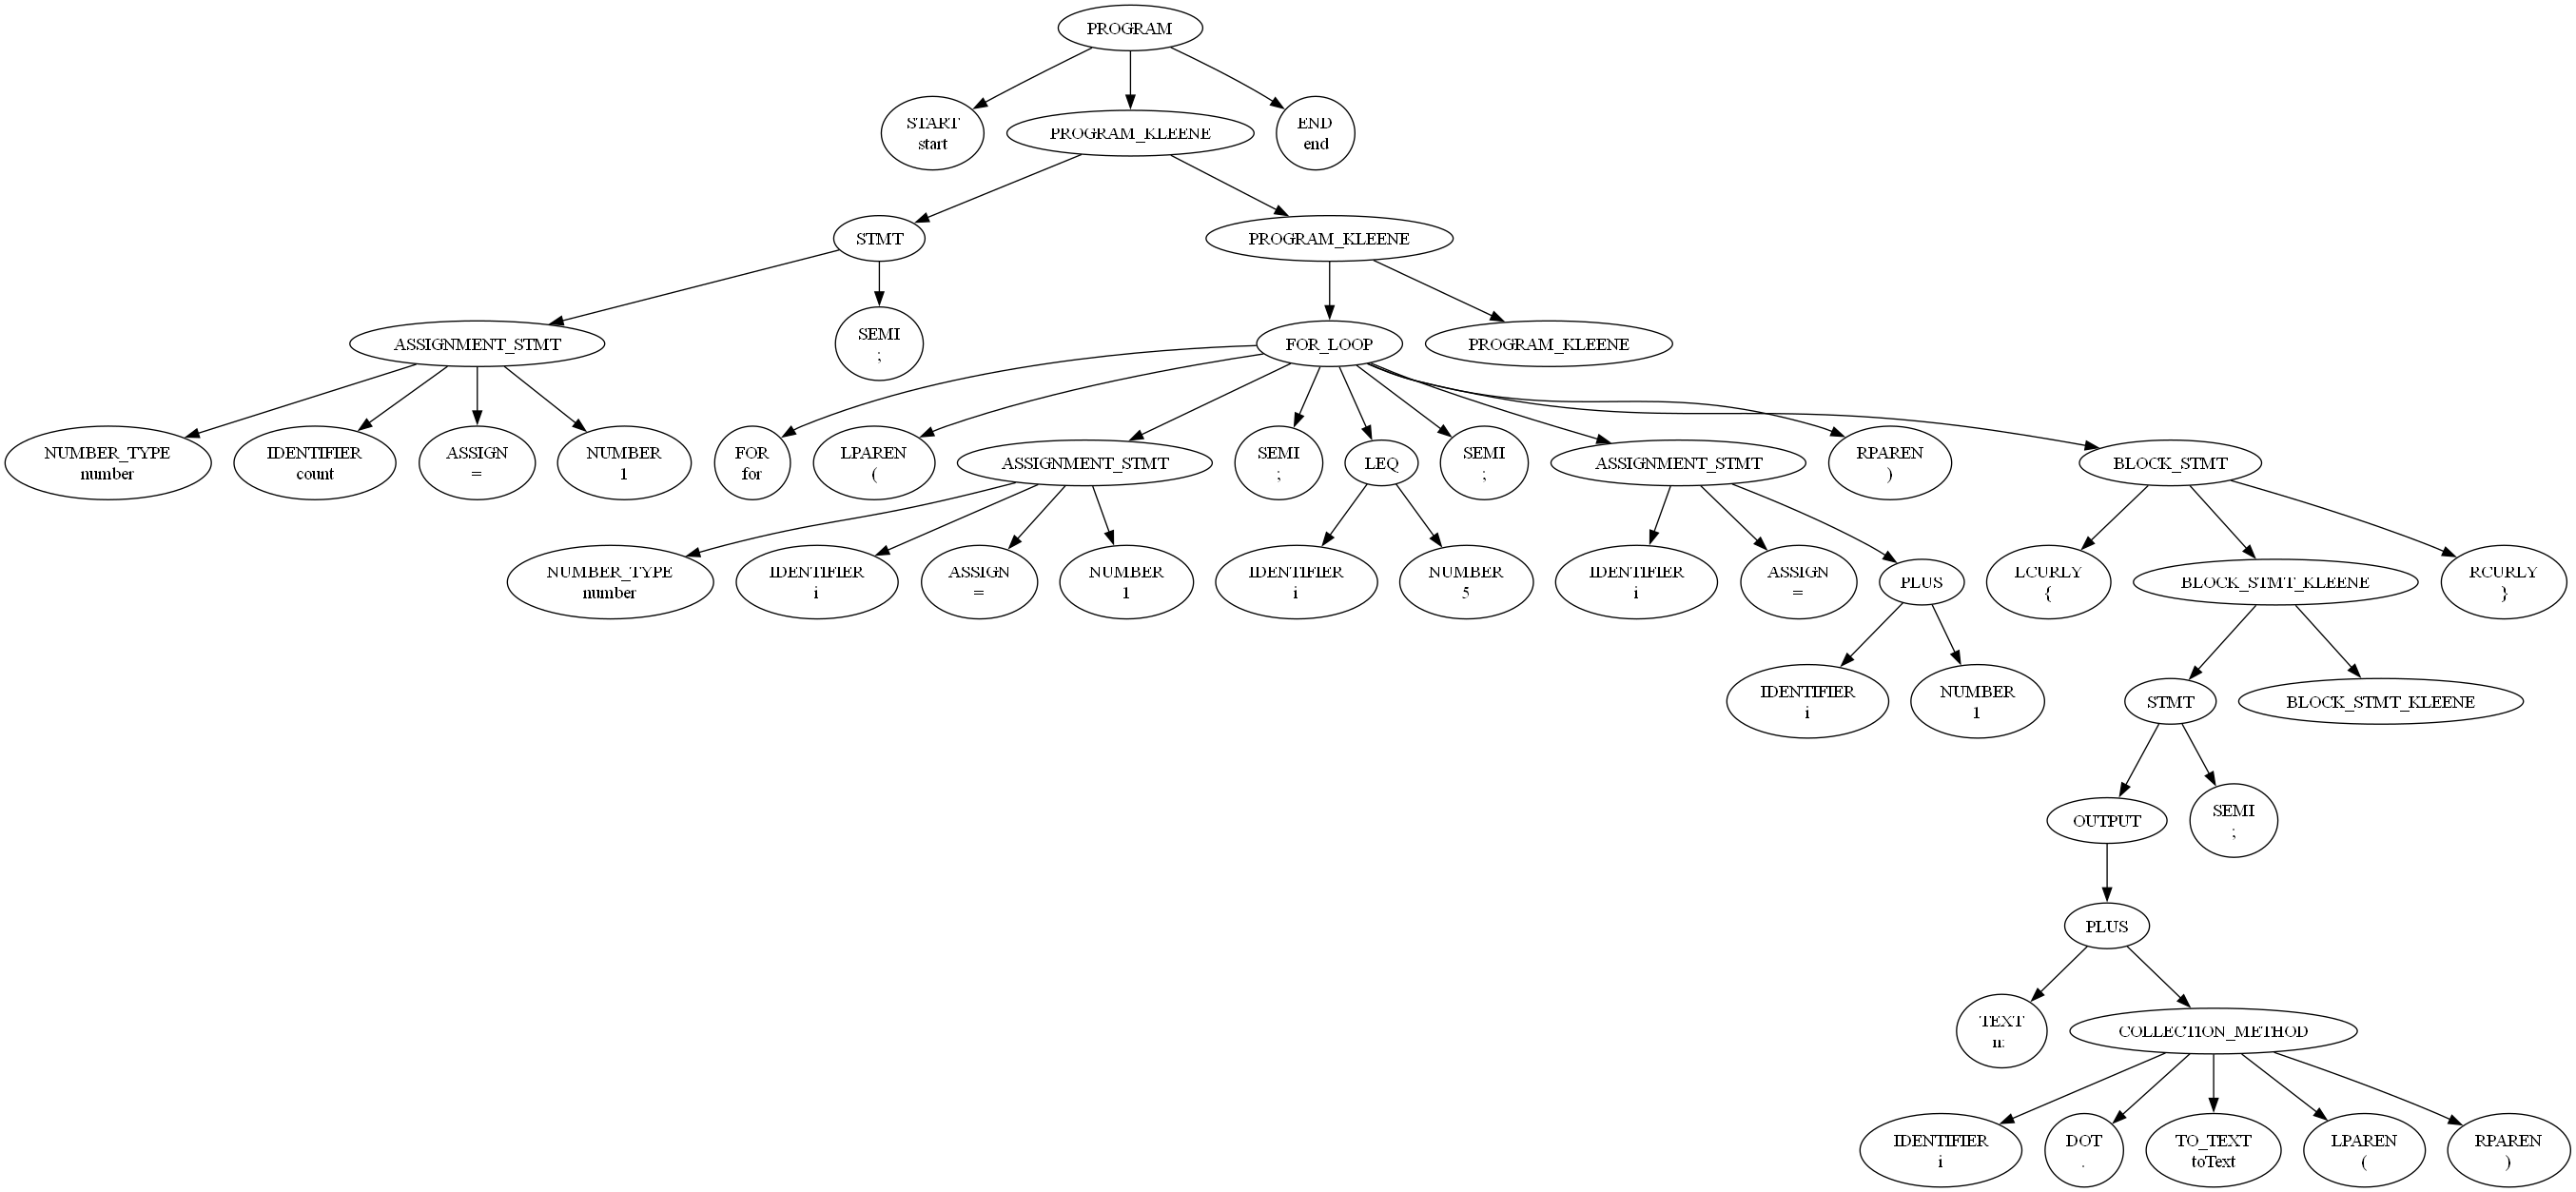 PROGRAM
START
start
PROGRAM_KLEENE
END
end
STMT
PROGRAM_KLEENE
ASSIGNMENT_STMT
SEMI
;
FOR_LOOP
PROGRAM_KLEENE
NUMBER_TYPE
number
IDENTIFIER
count
ASSIGN
=
NUMBER
1
FOR
for
LPAREN
(
ASSIGNMENT_STMT
SEMI
;
LEQ
SEMI
;
ASSIGNMENT_STMT
RPAREN
)
BLOCK_STMT
NUMBER_TYPE
number
IDENTIFIER
i
ASSIGN
=
NUMBER
1
IDENTIFIER
i
NUMBER
5
IDENTIFIER
i
ASSIGN
=
PLUS
LCURLY
{
BLOCK_STMT_KLEENE
RCURLY
}
IDENTIFIER
i
NUMBER
1
STMT
BLOCK_STMT_KLEENE
OUTPUT
SEMI
;
PLUS
TEXT
n:
COLLECTION_METHOD
IDENTIFIER
i
DOT
.
TO_TEXT
toText
LPAREN
(
RPAREN
)